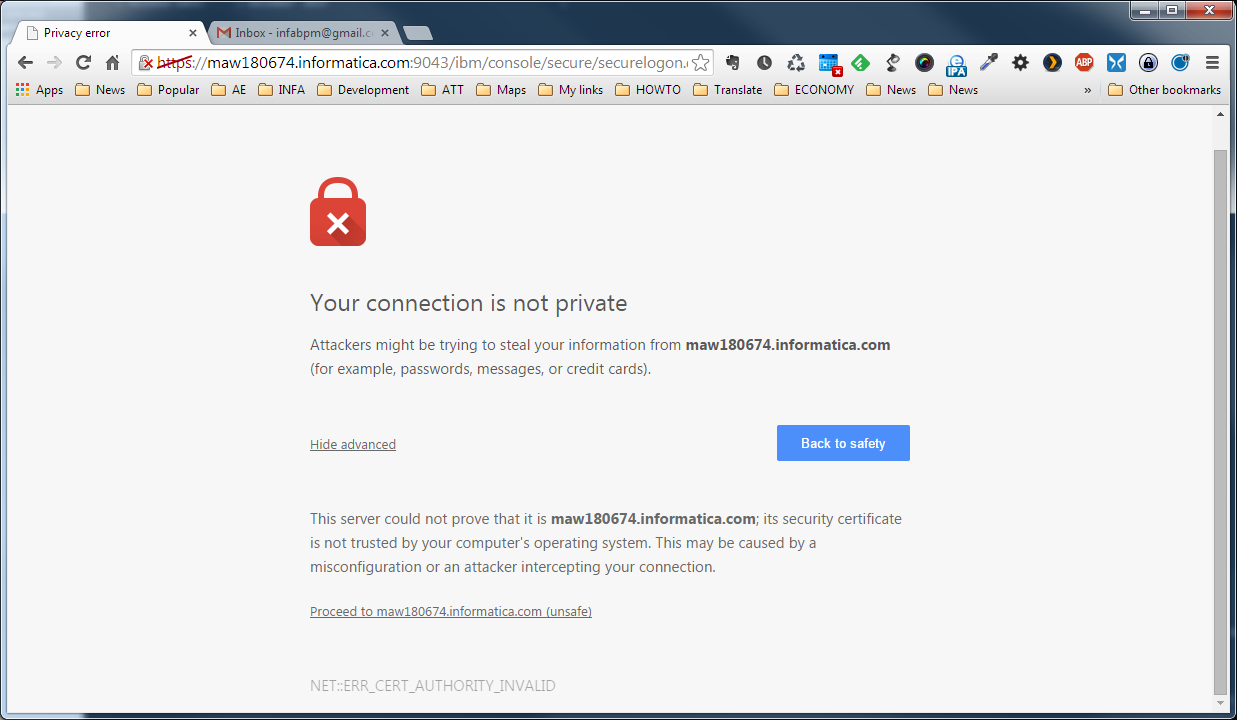 Privacy error
Inbox - infabpm@gmail.c
https://maw180674.informatica.com:9043/ibm/console/secure/securelogon.
IPA
ABP
Apps News Popular AE INFA Development ATT Maps My links HOWTO Translate ECONOMY News News » Other bookmarks
Your connection is not private
Attackers might be trying to steal your information from maw180674.informatica.com
(for example, passwords, messages, or credit cards).
Hide advanced
Back to safety
This server could not prove that it is maw180674.informatica.com; its security certificate
is not trusted by your computer's operating system. This may be caused by a
misconfiguration or an attacker intercepting your connection.
Proceed to maw180674.informatica.com (unsafe)
NET::ERR_CERT_AUTHORITY_INVALID